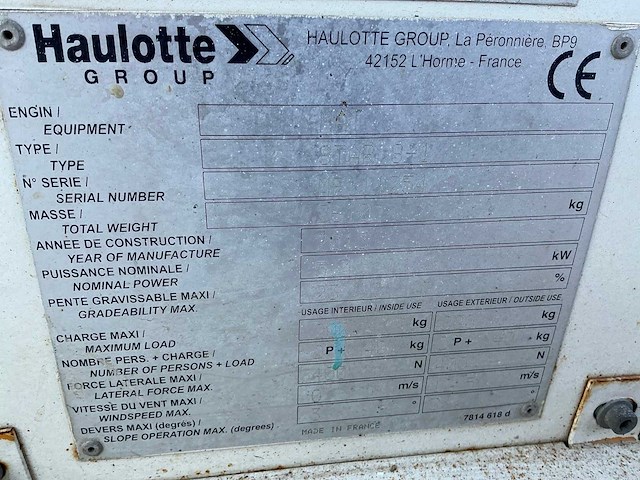 Haulotte
GROUP
HAULOTTE GROUP, La Péronnière, BP9
42152 L'Horme - France
CE
ENGIN /
EQUIPMENT
TYPE /
TYPE
N° SERIE /
SERIAL NUMBER
MASSE /
TOTAL WEIGHT
kg
ANNÉE DE CONSTRUCTION /
YEAR OF MANUFACTURE
PUISSANCE NOMINALE /
NOMINAL POWER
kW
PENTE GRAVISSABLE MAXI /
GRADEABILITY MAX.
%
USAGE INTERIEUR / INSIDE USE
USAGE EXTERIEUR / OUTSIDE USE
CHARGE MAXI /
MAXIMUM LOAD
kg
kg
NOMBRE PERS. + CHARGE /
NUMBER OF PERSONS + LOAD
P + kg
P + kg
FORCE LATERALE MAXI /
LATERAL FORCE MAX.
N
N
VITESSE DU VENT MAXI /
WINDSPEED MAX.
m/s
m/s
DEVERS MAXI (degrés) /
SLOPE OPERATION MAX. (degrees)
°
°
MADE IN FRANCE
7814 618 d